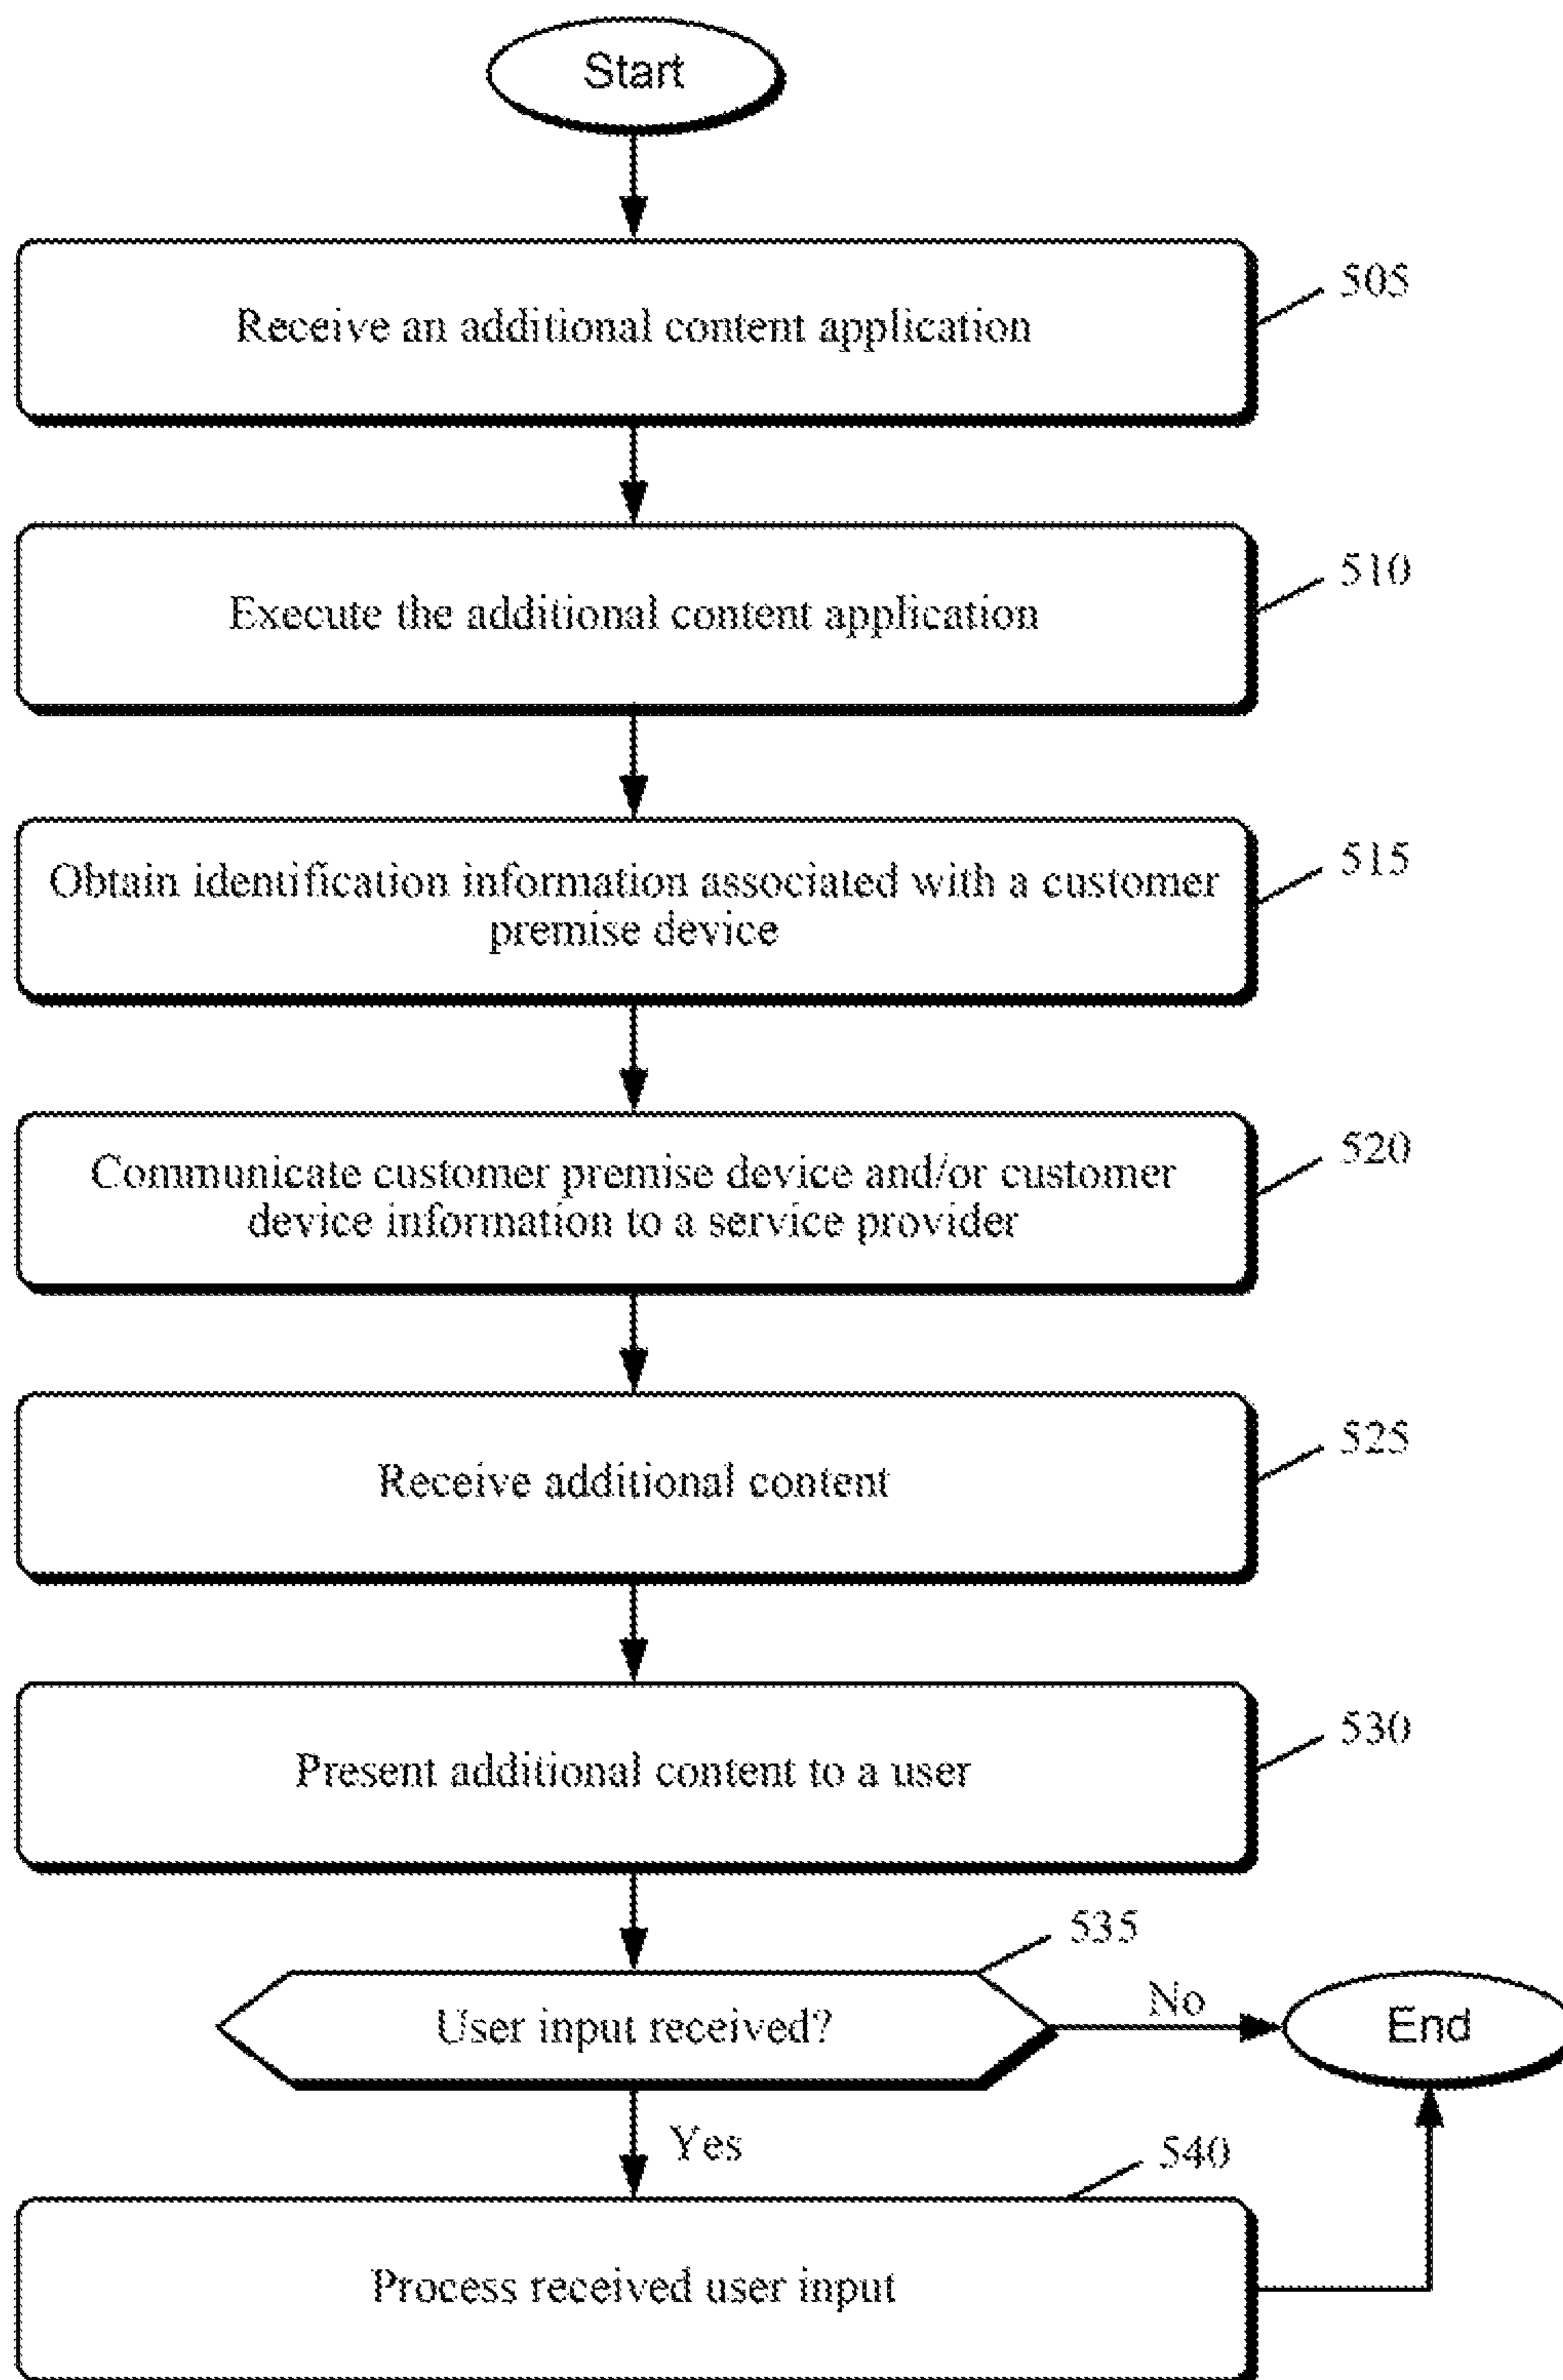 Start
505
Receive an additional content application
510
Execute the additional content application
515
Obtain identification information associated with a customer
premise device
520
Communicate customer premise device and/or customer
device information to a service provider
525
Receive additional content
530
Present additional content to a user
535
User input received?
No
End
Yes
540
Process received user input